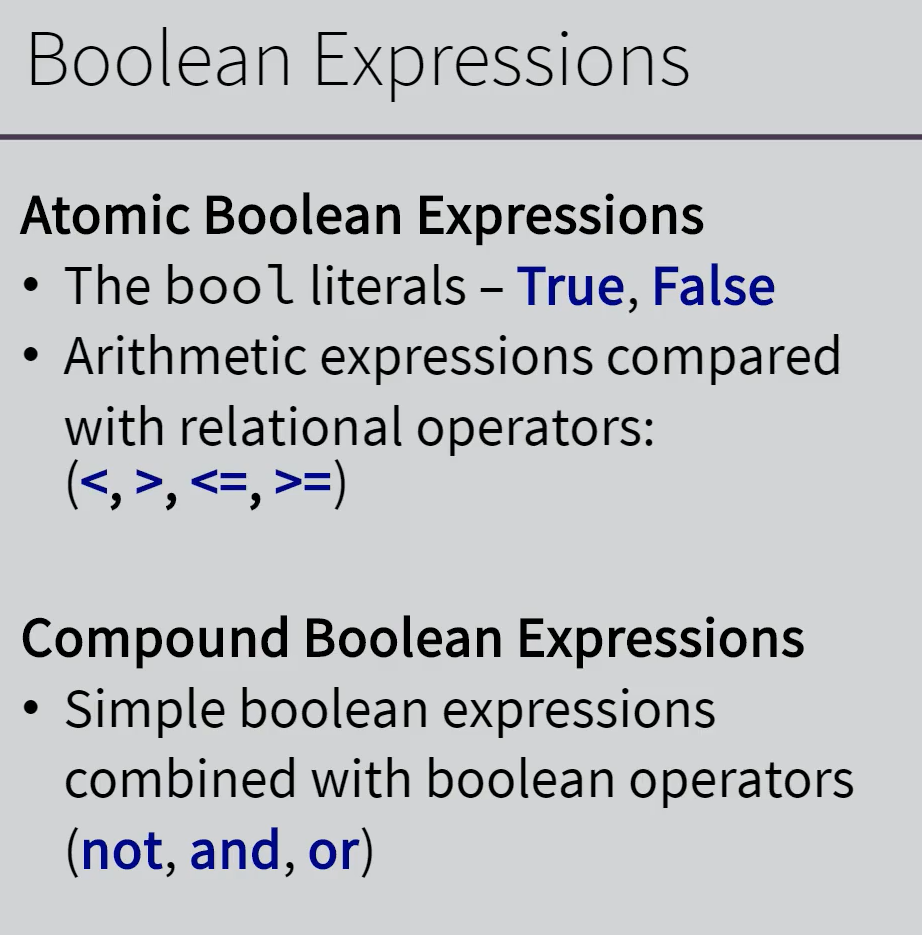 Boolean Expressions
Atomic Boolean Expressions
• The bool literals – True, False
• Arithmetic expressions compared
with relational operators:
(<, >, <=, >=)
Compound Boolean Expressions
• Simple boolean expressions
combined with boolean operators
(not, and, or)